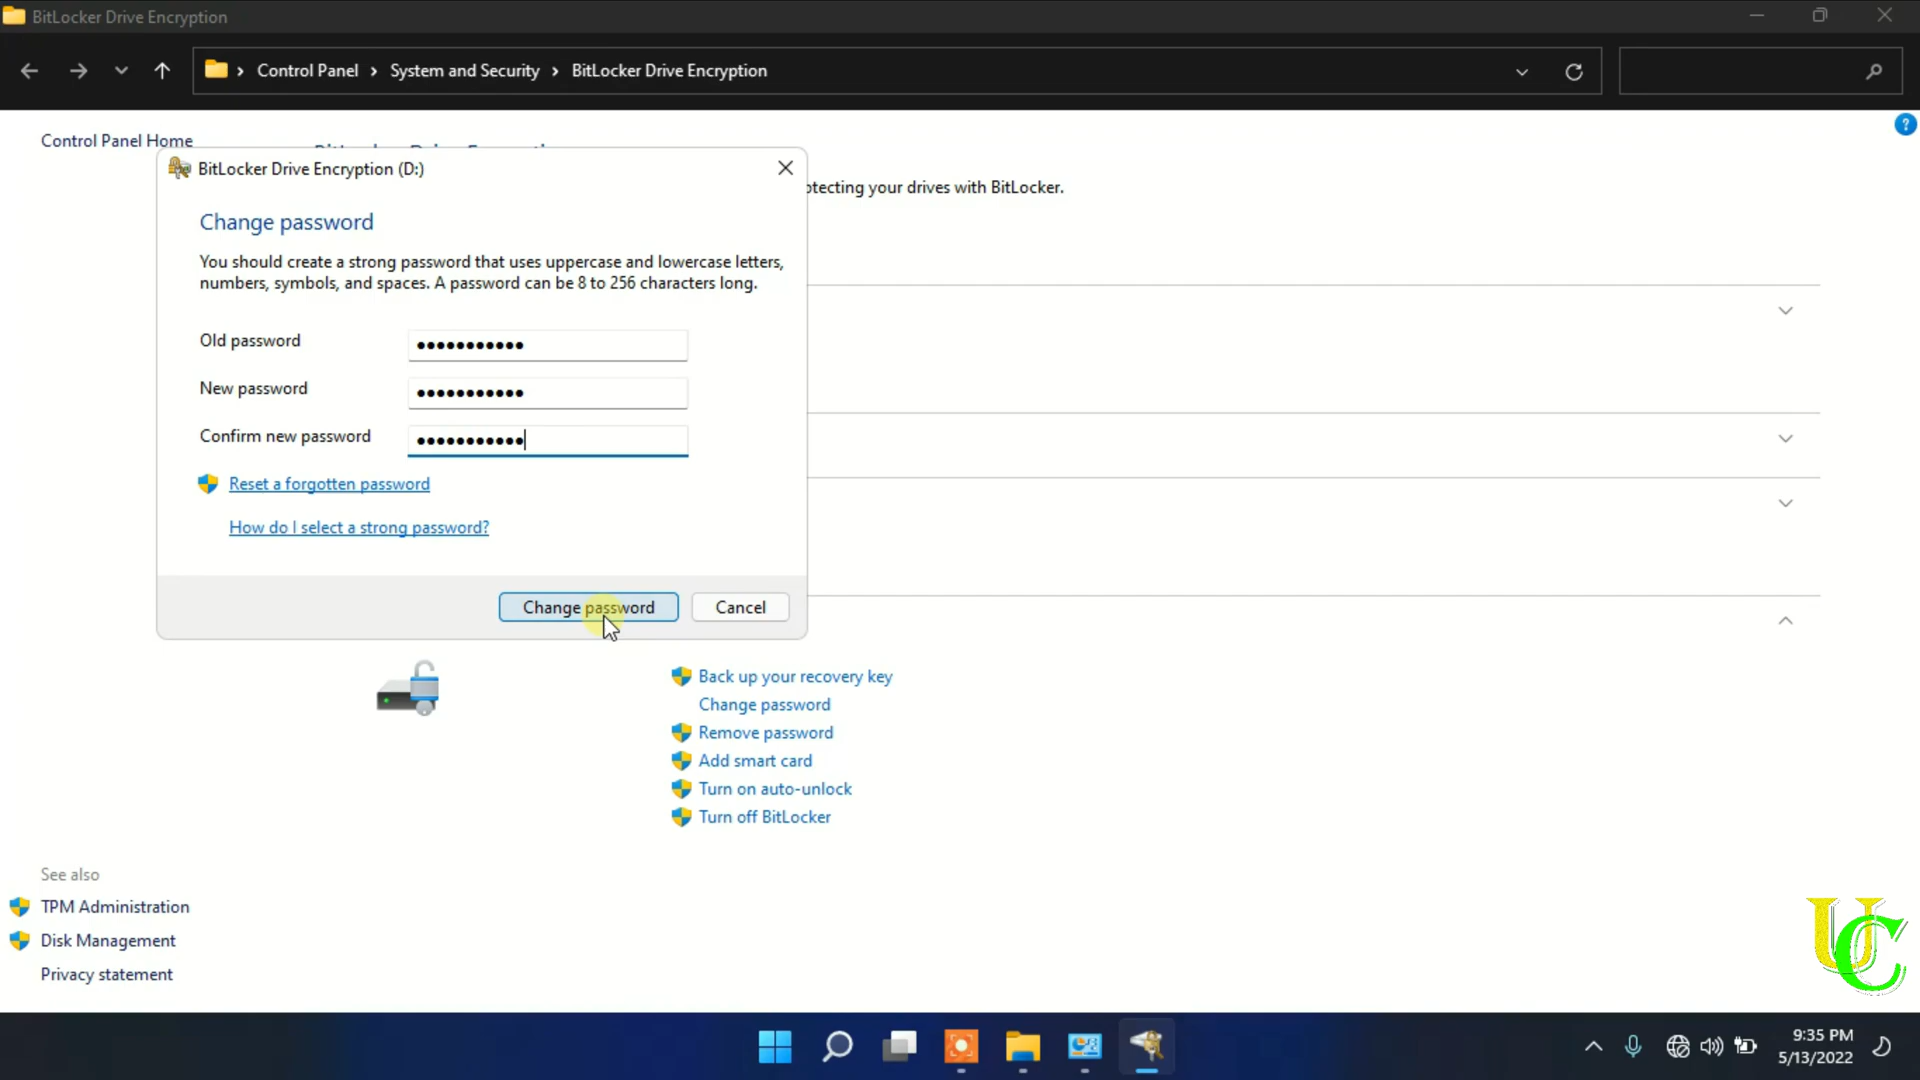 BitLocker Drive Encryption
Control Panel > System and Security > BitLocker Drive Encryption
Control Panel Home
BitLocker Drive Encryption (D:)
otecting your drives with BitLocker.
Change password
You should create a strong password that uses uppercase and lowercase letters,
numbers, symbols, and spaces. A password can be 8 to 256 characters long.
Old password
New password
Confirm new password
Reset a forgotten password
How do I select a strong password?
Change password
Cancel
Back up your recovery key
Change password
Remove password
Add smart card
Turn on auto-unlock
Turn off BitLocker
See also
TPM Administration
Disk Management
Privacy statement
UC
9:35 PM
5/13/2022